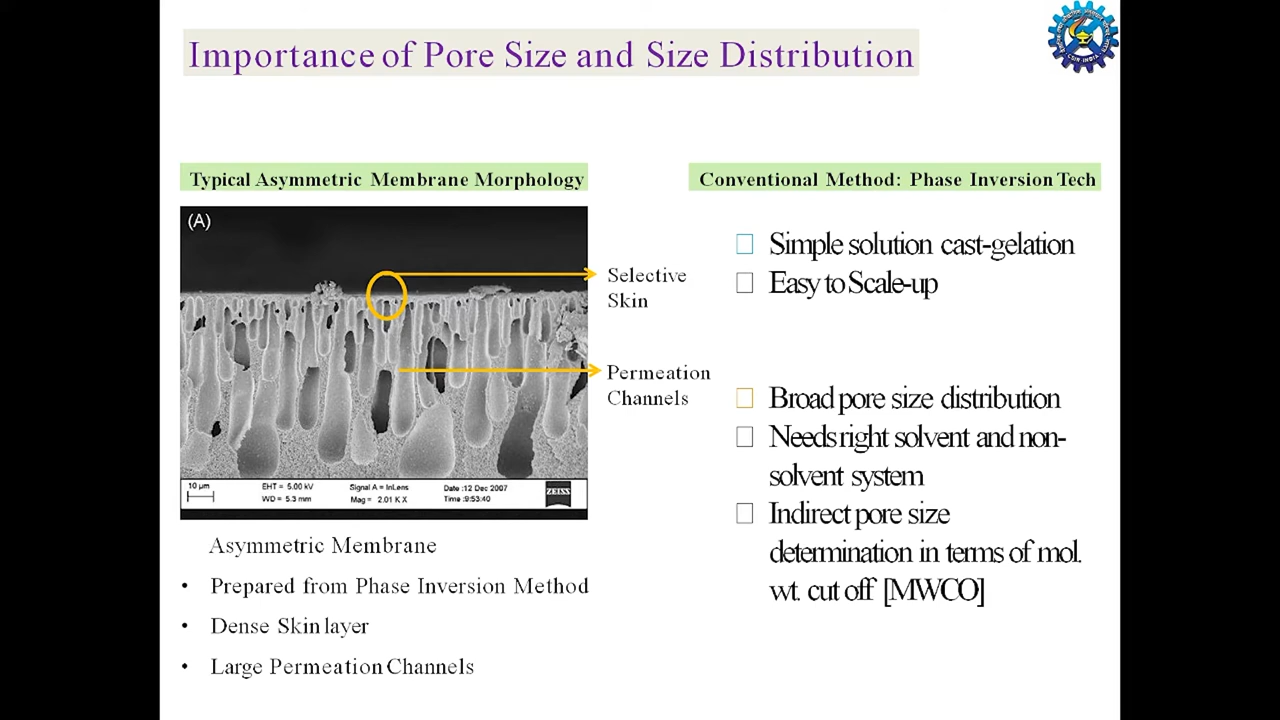 Importance of Pore Size and Size Distribution
Typical Asymmetric Membrane Morphology
(A)
Selective
Skin
Permeation
Channels
10 µm
EHT = 5.00 kV
WD = 5.3 mm
Signal A = InLens
Mag = 2.01 K X
Date :12 Dec 2007
Time :9:53:40
ZEISS
Asymmetric Membrane
• Prepared from Phase Inversion Method
• Dense Skin layer
• Large Permeation Channels
Conventional Method: Phase Inversion Tech
Simple solution cast-gelation
Easy to Scale-up
Broad pore size distribution
Needs right solvent and non-
solvent system
Indirect pore size
determination in terms of mol.
wt. cut off [MWCO]
CSIR-INDIA